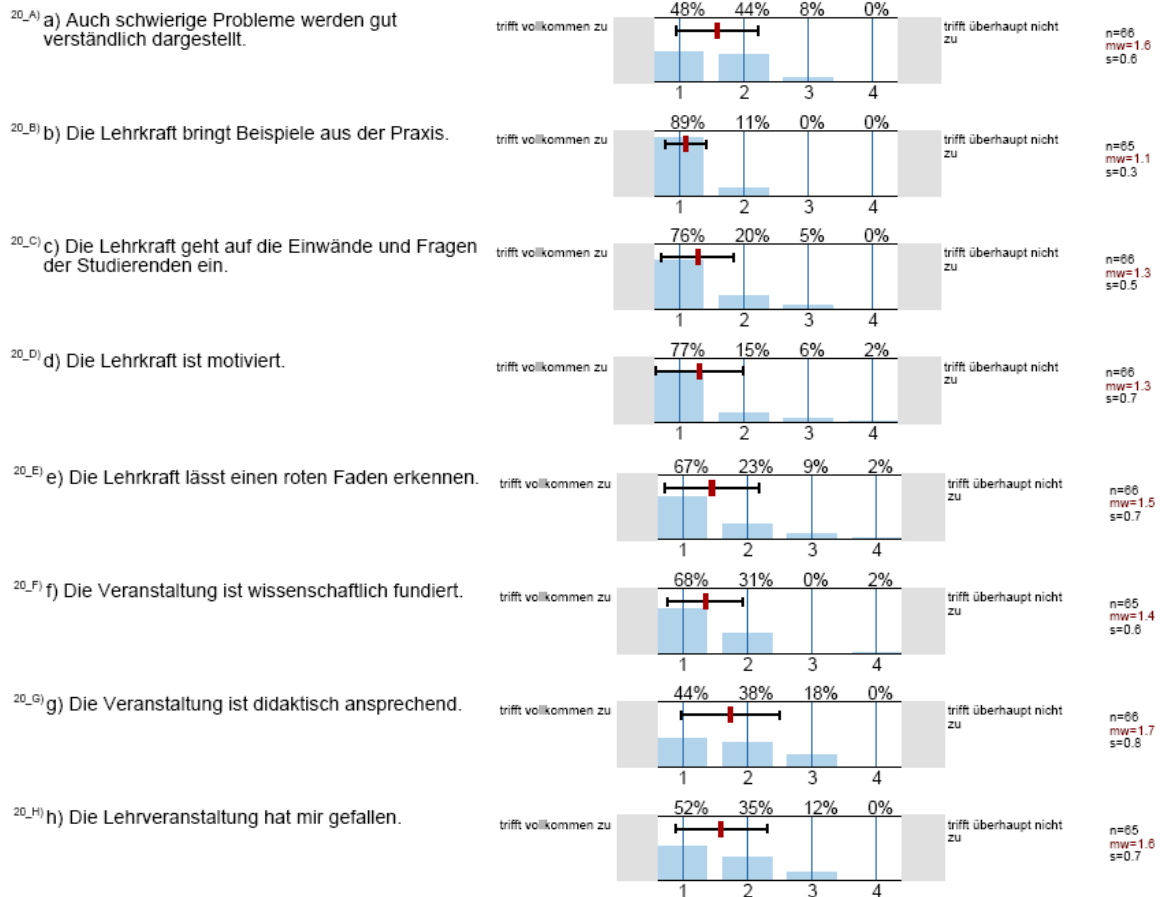 20_A) a) Auch schwierige Probleme werden gut
verständlich dargestellt.
trifft vollkommen zu
48% 44% 8% 0%
1 2 3 4
trifft überhaupt nicht
zu
n=66
mw=1.6
s=0.6
20_B) b) Die Lehrkraft bringt Beispiele aus der Praxis.
trifft vollkommen zu
89% 11% 0% 0%
1 2 3 4
trifft überhaupt nicht
zu
n=65
mw=1.1
s=0.3
20_C) c) Die Lehrkraft geht auf die Einwände und Fragen
der Studierenden ein.
trifft vollkommen zu
76% 20% 5% 0%
1 2 3 4
trifft überhaupt nicht
zu
n=66
mw=1.3
s=0.5
20_D) d) Die Lehrkraft ist motiviert.
trifft vollkommen zu
77% 15% 6% 2%
1 2 3 4
trifft überhaupt nicht
zu
n=66
mw=1.3
s=0.7
20_E) e) Die Lehrkraft lässt einen roten Faden erkennen.
trifft vollkommen zu
67% 23% 9% 2%
1 2 3 4
trifft überhaupt nicht
zu
n=66
mw=1.5
s=0.7
20_F) f) Die Veranstaltung ist wissenschaftlich fundiert.
trifft vollkommen zu
68% 31% 0% 2%
1 2 3 4
trifft überhaupt nicht
zu
n=65
mw=1.4
s=0.6
20_G) g) Die Veranstaltung ist didaktisch ansprechend.
trifft vollkommen zu
44% 38% 18% 0%
1 2 3 4
trifft überhaupt nicht
zu
n=66
mw=1.7
s=0.8
20_H) h) Die Lehrveranstaltung hat mir gefallen.
trifft vollkommen zu
52% 35% 12% 0%
1 2 3 4
trifft überhaupt nicht
zu
n=65
mw=1.6
s=0.7